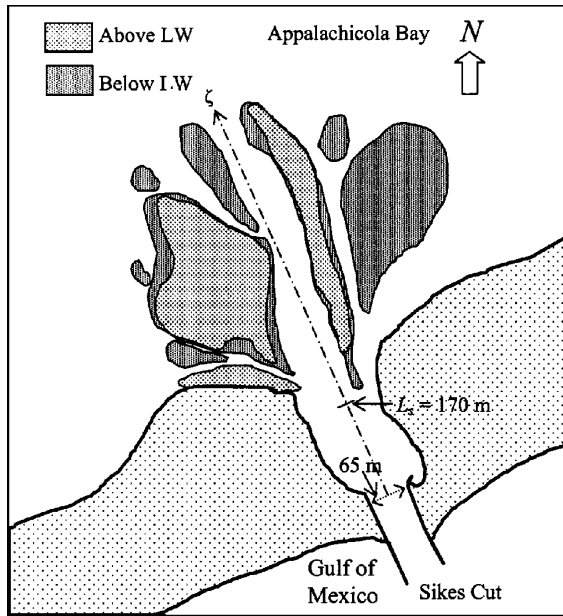 Above LW
Appalachicola Bay
N
Below LW
ζ
Lₛ = 170 m
65 m
Gulf of
Mexico
Sikes Cut